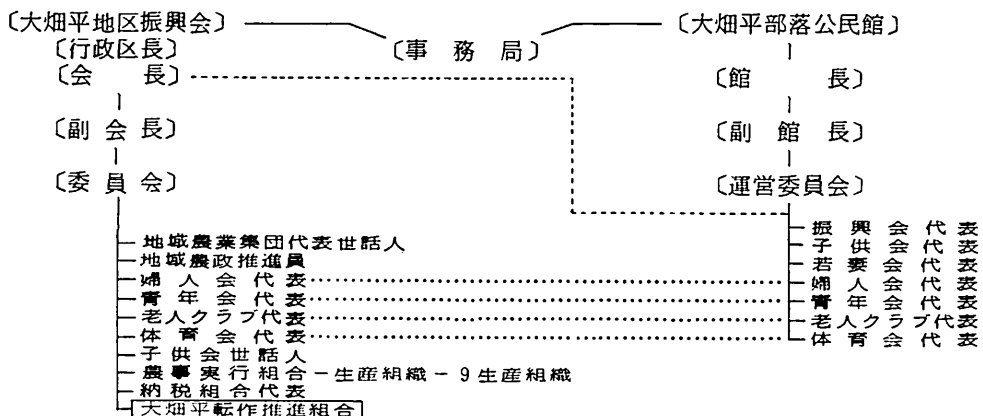 〔大畑平地区振興会〕
〔行政区長〕
〔会 長〕
〔副 会 長〕
〔委 員 会〕
地域農業集団代表世話人
地域農政推進員
婦人会代表
青年会代表
老人クラブ代表
体育会代表
子供会世話人
農事実行組合-生産組織-9生産組織
納税組合代表
大畑平転作推進組合
〔事 務 局〕
〔大畑平部落公民館〕
〔館 長〕
〔副 館 長〕
〔運営委員会〕
振興会代表
子供会代表
若妻会代表
婦人会代表
青年会代表
老人クラブ代表
体育会代表